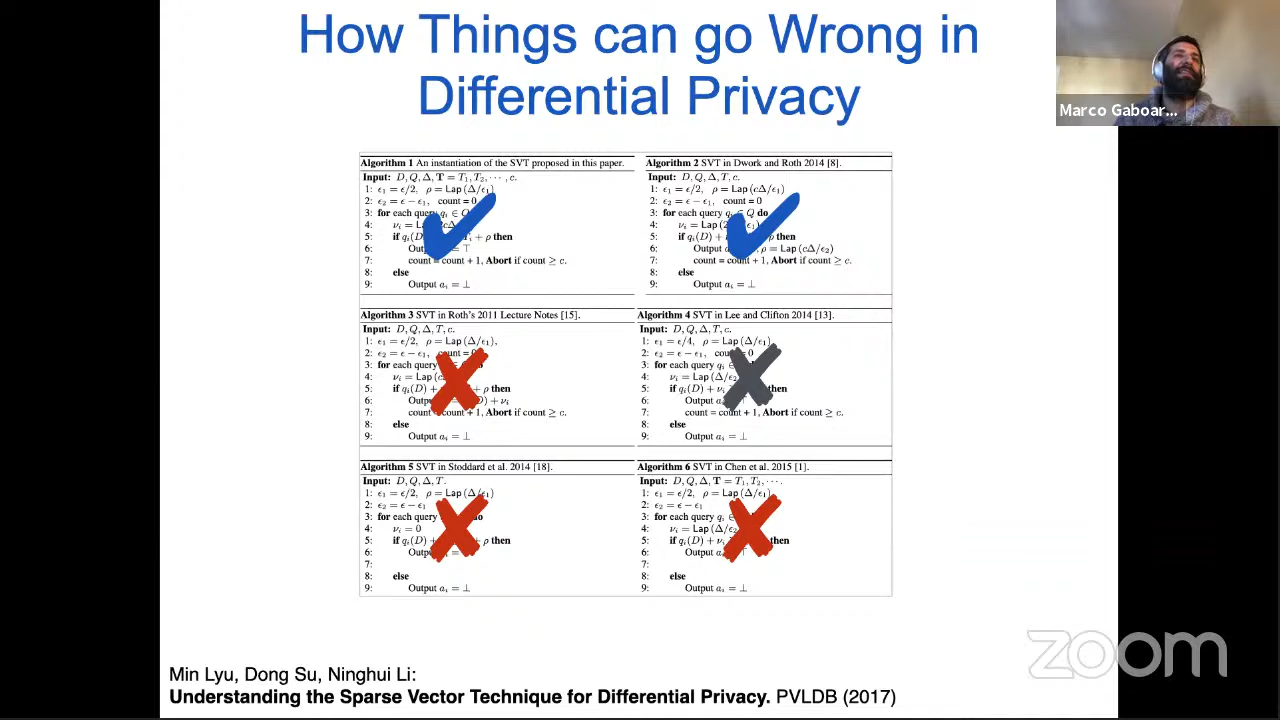 How Things can go Wrong in
Differential Privacy
Marco Gaboar...
Algorithm 1 An instantiation of the SVT proposed in this paper.
Input: D, Q, Δ, T = T₁, T₂, ··· , c.
1: ε₁ = ε/2, ρ = Lap (Δ/ε₁)
2: ε₂ = ε − ε₁, count = 0
3: for each query qᵢ ∈ Q
4: νᵢ =
5: if qᵢ(D) + ρ then
6: = ⊤
7: count = count + 1, Abort if count ≥ c.
8: else
9: Output aᵢ = ⊥
Algorithm 2 SVT in Dwork and Roth 2014 [8].
Input: D, Q, Δ, T, c.
1: ε₁ = ε/2, ρ = Lap (cΔ/ε₁)
2: ε₂ = ε − ε₁, count = 0
3: for each query qᵢ ∈ Q do
4: νᵢ = Lap
5: if qᵢ(D) + then
6: Output ρ = Lap (cΔ/ε₂)
7: count = count + 1, Abort if count ≥ c.
8: else
9: Output aᵢ = ⊥
Algorithm 3 SVT in Roth's 2011 Lecture Notes [15].
Input: D, Q, Δ, T, c.
1: ε₁ = ε/2, ρ = Lap (Δ/ε₁),
2: ε₂ = ε − ε₁, count = 0
3: for each query
4: νᵢ = Lap
5: if qᵢ(D) + ρ then
6: + νᵢ
7: count + 1, Abort if count ≥ c.
8: else
9: Output aᵢ = ⊥
Algorithm 4 SVT in Lee and Clifton 2014 [13].
Input: D, Q, Δ, T, c.
1: ε₁ = ε/4, ρ = Lap (Δ/ε₁)
2: ε₂ = ε − ε₁, = 0
3: for each query qᵢ
4: νᵢ = Lap
5: if qᵢ(D) + νᵢ then
6: Output
7: count = count + 1, Abort if count ≥ c.
8: else
9: Output aᵢ = ⊥
Algorithm 5 SVT in Stoddard et al. 2014 [18].
Input: D, Q, Δ, T.
1: ε₁ = ε/2, ρ = Lap (Δ/ε₁)
2: ε₂ = ε − ε₁
3: for each query do
4: νᵢ = 0
5: if ρ then
6:
7:
8: else
9: Output aᵢ = ⊥
Algorithm 6 SVT in Chen et al. 2015 [1].
Input: D, Q, Δ, T = T₁, T₂, ··· .
1: ε₁ = ε/2, ρ = Lap (Δ/ε₁)
2: ε₂ = ε − ε₁
3: for each query qᵢ
4: νᵢ = Lap
5: if qᵢ(D) + νᵢ then
6: Output
7:
8: else
9: Output aᵢ = ⊥
zoom
Min Lyu, Dong Su, Ninghui Li:
Understanding the Sparse Vector Technique for Differential Privacy. PVLDB (2017)